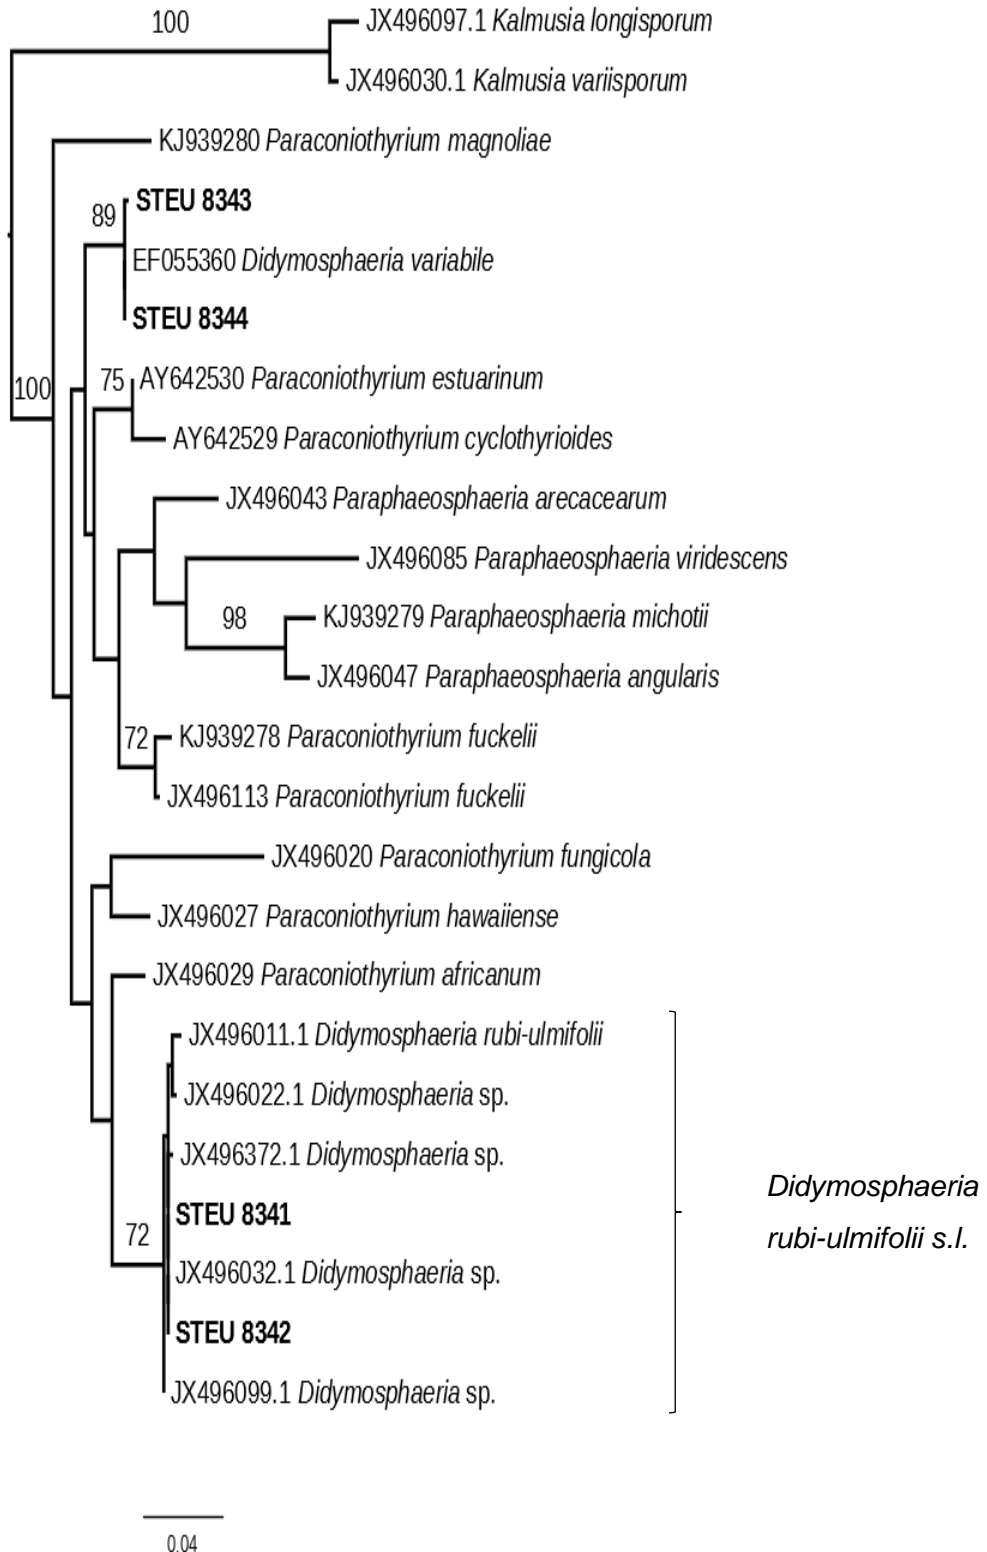 100
JX496097.1 Kalmusia longisporum
JX496030.1 Kalmusia variisporum
KJ939280 Paraconiothyrium magnoliae
STEU 8343
89
EF055360 Didymosphaeria variabile
STEU 8344
100
75
AY642530 Paraconiothyrium estuarinum
AY642529 Paraconiothyrium cyclothyrioides
JX496043 Paraphaeosphaeria arecacearum
JX496085 Paraphaeosphaeria viridescens
98
KJ939279 Paraphaeosphaeria michotii
JX496047 Paraphaeosphaeria angularis
72
KJ939278 Paraconiothyrium fuckelii
JX496113 Paraconiothyrium fuckelii
JX496020 Paraconiothyrium fungicola
JX496027 Paraconiothyrium hawaiiense
JX496029 Paraconiothyrium africanum
JX496011.1 Didymosphaeria rubi-ulmifolii
JX496022.1 Didymosphaeria sp.
JX496372.1 Didymosphaeria sp.
STEU 8341
72
JX496032.1 Didymosphaeria sp.
STEU 8342
JX496099.1 Didymosphaeria sp.
Didymosphaeria
rubi-ulmifolii s.l.
0.04